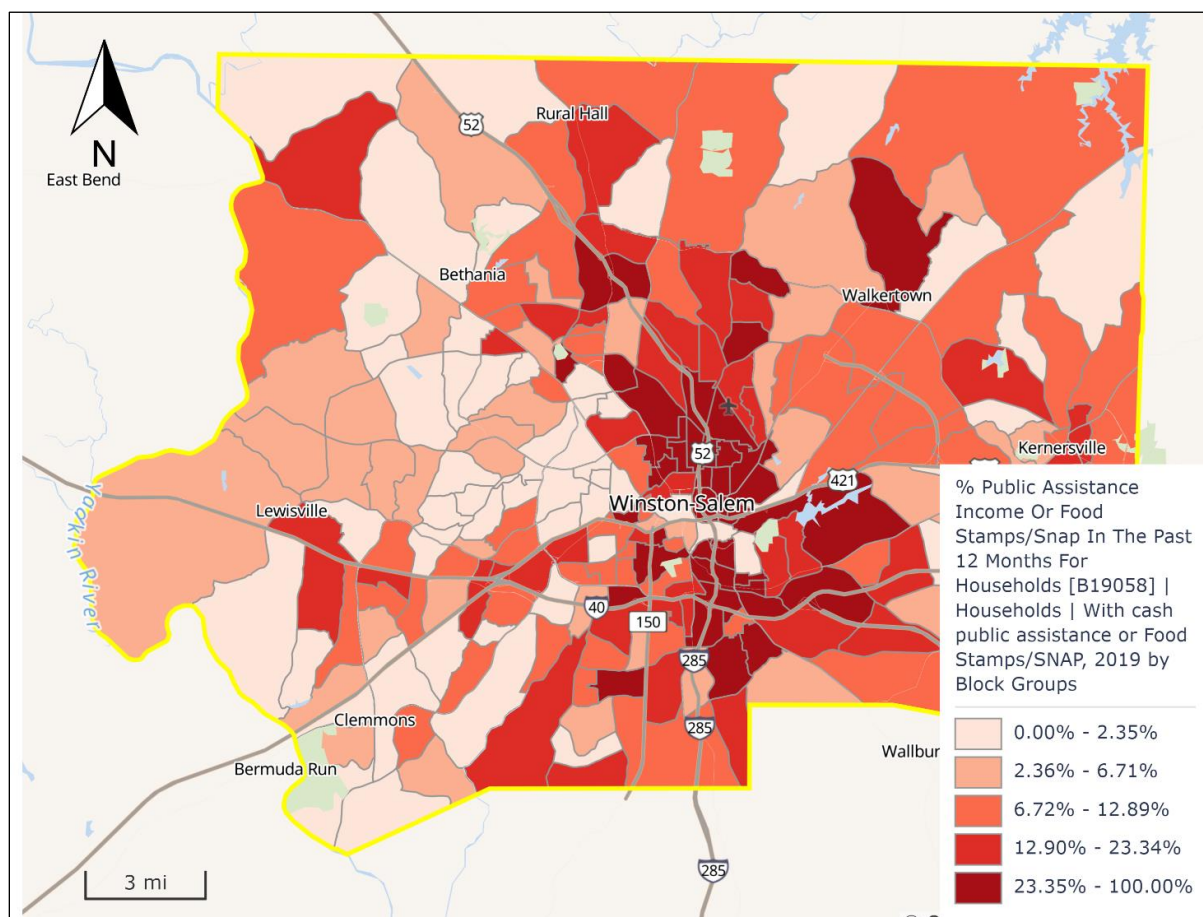 N
East Bend
52
Rural Hall
Bethania
Walkertown
Kernersville
52
421
Winston-Salem
Lewisville
Yadkin River
40
150
285
Clemmons
285
Bermuda Run
Wallbur
285
3 mi
% Public Assistance
Income Or Food
Stamps/Snap In The Past
12 Months For
Households [B19058] |
Households | With cash
public assistance or Food
Stamps/SNAP, 2019 by
Block Groups
0.00% - 2.35%
2.36% - 6.71%
6.72% - 12.89%
12.90% - 23.34%
23.35% - 100.00%